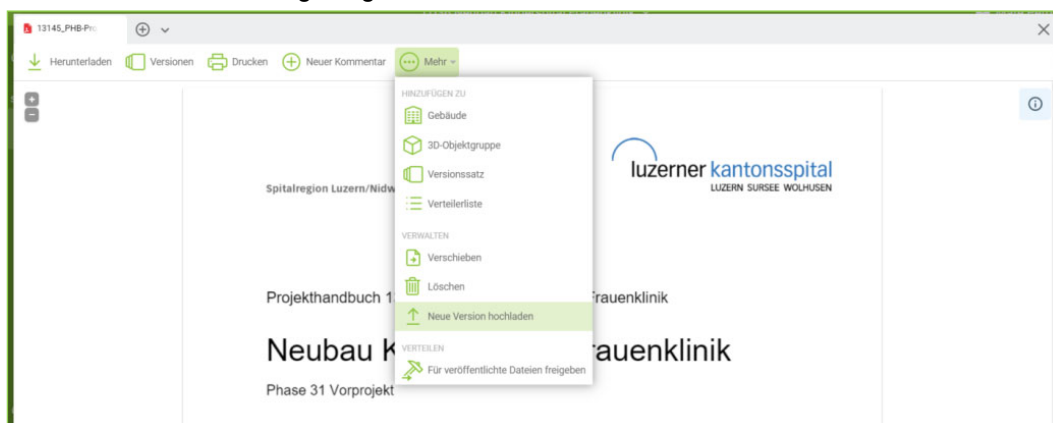 13145_PHB-Pr
Herunterladen
Versionen
Drucken
Neuer Kommentar
Mehr
HINZUFÜGEN ZU
Gebäude
3D-Objektgruppe
Versionssatz
Verteilerliste
VERWALTEN
Verschieben
Löschen
Neue Version hochladen
VERTEILEN
Für veröffentlichte Dateien freigeben
luzerner kantonsspital
LUZERN SURSEE WOLHUSEN
Spitalregion Luzern/Nidw
Projekthandbuch 1 rauenklinik
Neubau K rauenklinik
Phase 31 Vorprojekt